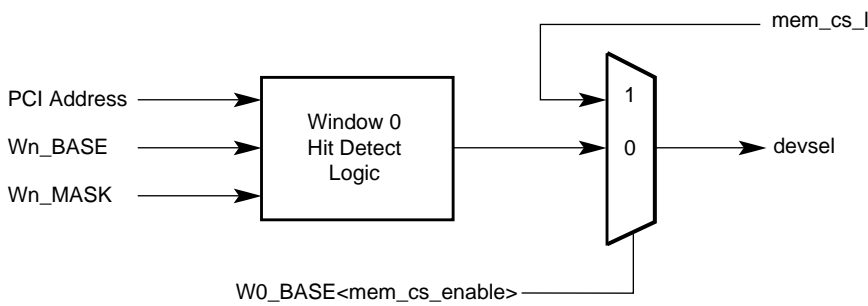 mem_cs_l
PCI Address
Wn_BASE
Wn_MASK
Window 0
Hit Detect
Logic
1
0
devsel
W0_BASE<mem_cs_enable>